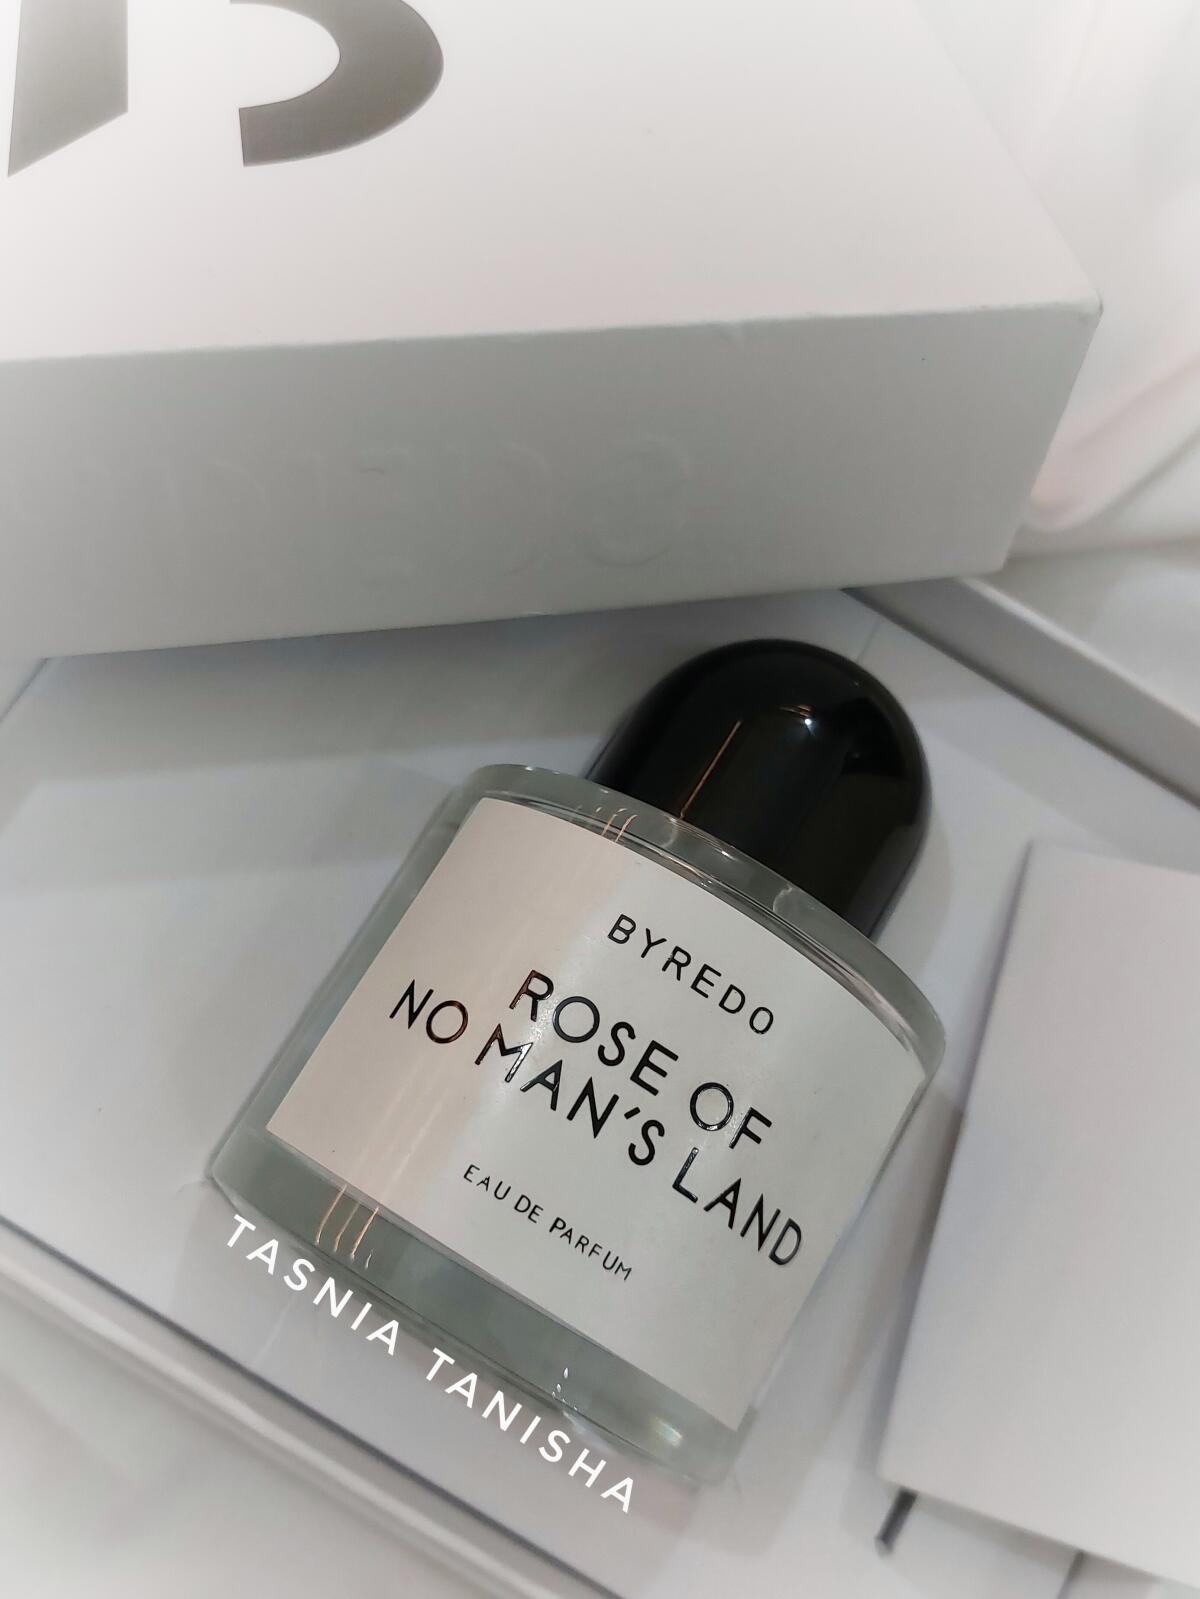 B
BYREDO
ROSE OF
NO MAN'S LAND
EAU DE PARFUM
TASNIA TANISHA